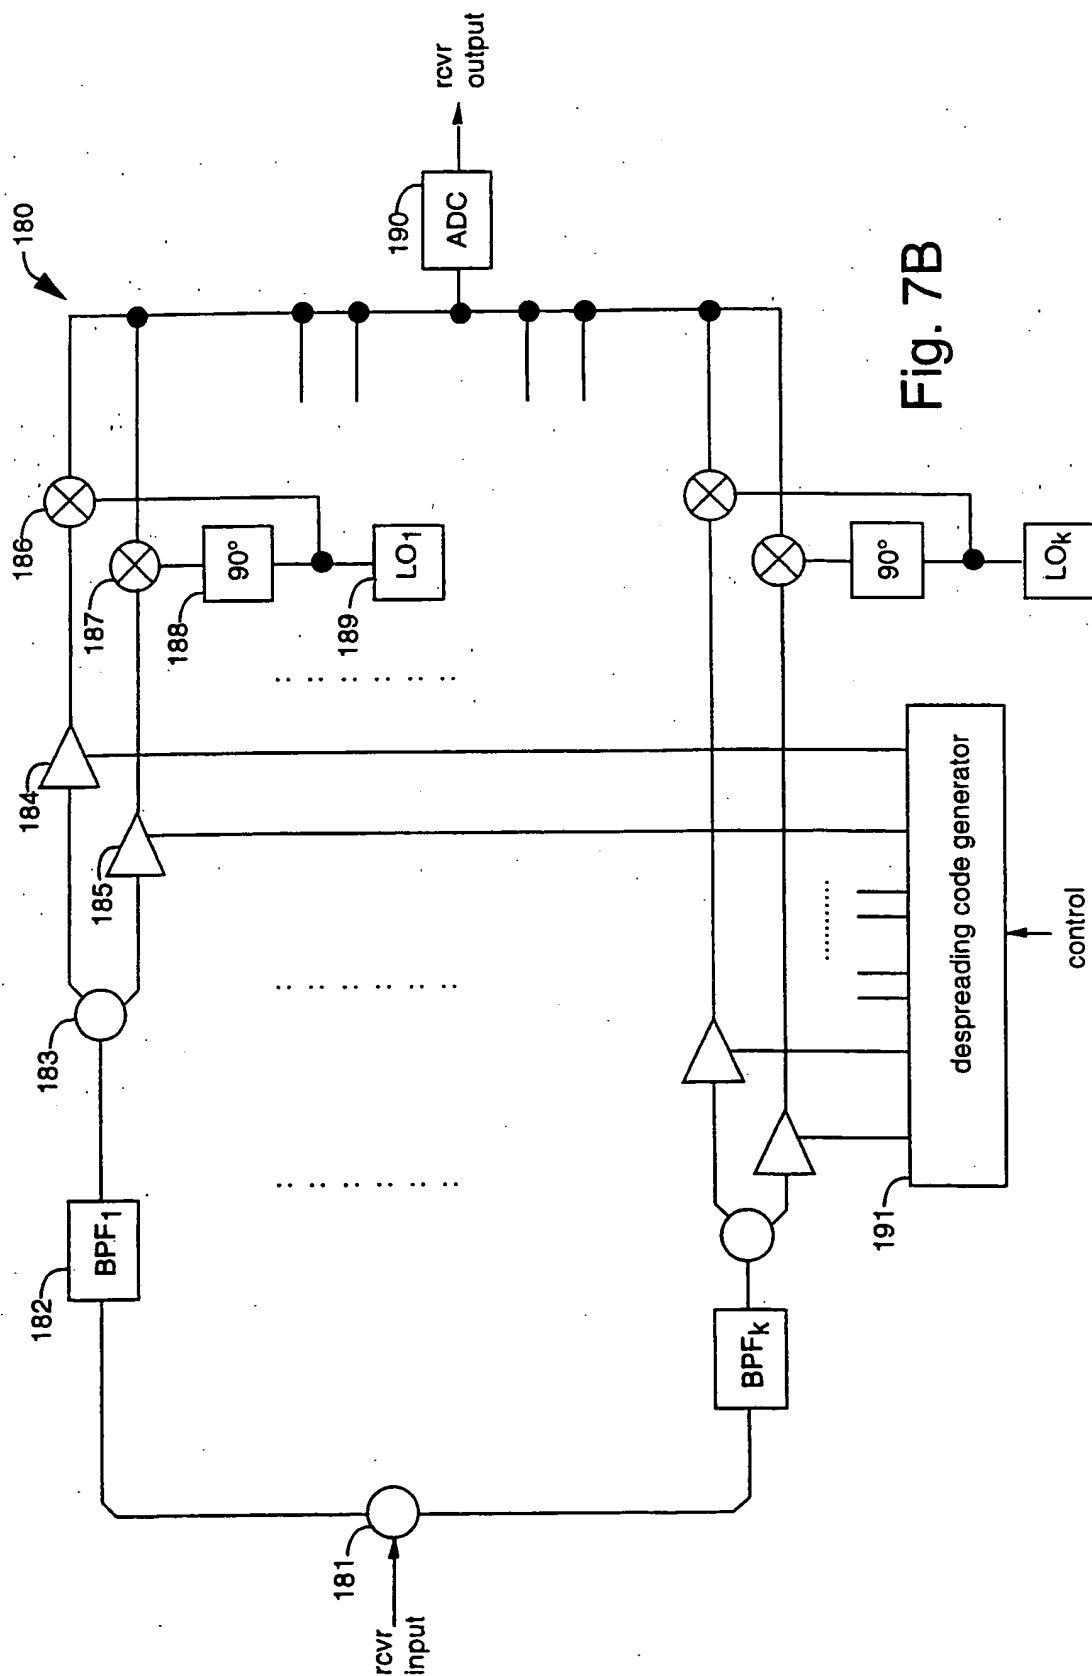 180
rcvr
output
190
ADC
186
187
188
90°
189
LO1
184
185
183
182
BPF1
181
rcvr
input
BPFk
90°
LOk
191
despreading code generator
control
Fig. 7B